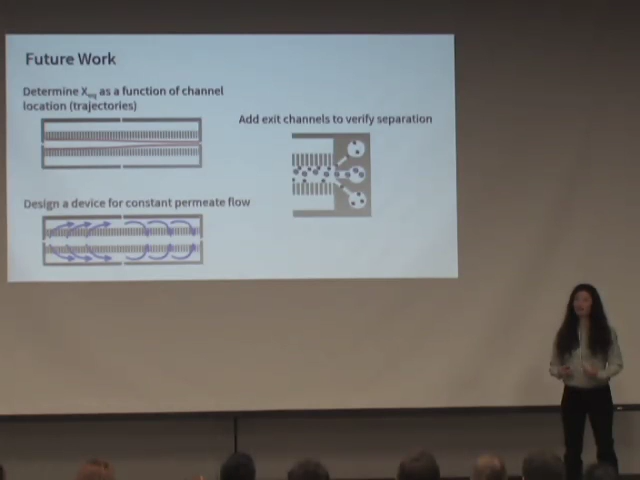 Future Work
Determine Xeq as a function of channel
location (trajectories)
Add exit channels to verify separation
Design a device for constant permeate flow